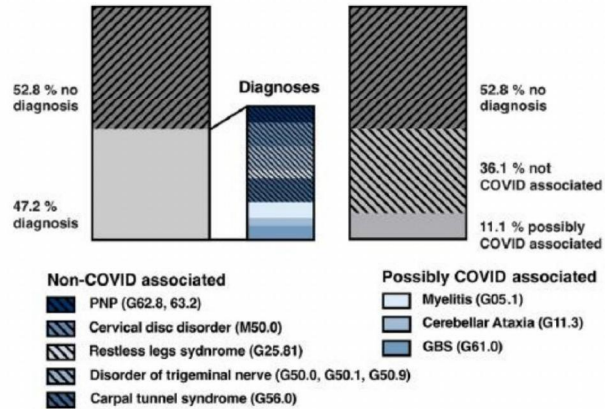 52.8 % no
diagnosis
47.2 %
diagnosis
Diagnoses
52.8 % no
diagnosis
36.1 % not
COVID associated
11.1 % possibly
COVID associated
Non-COVID associated
PNP (G62.8, 63.2)
Cervical disc disorder (M50.0)
Restless legs sydnrome (G25.81)
Disorder of trigeminal nerve (G50.0, G50.1, G50.9)
Carpal tunnel syndrome (G56.0)
Possibly COVID associated
Myelitis (G05.1)
Cerebellar Ataxia (G11.3)
GBS (G61.0)